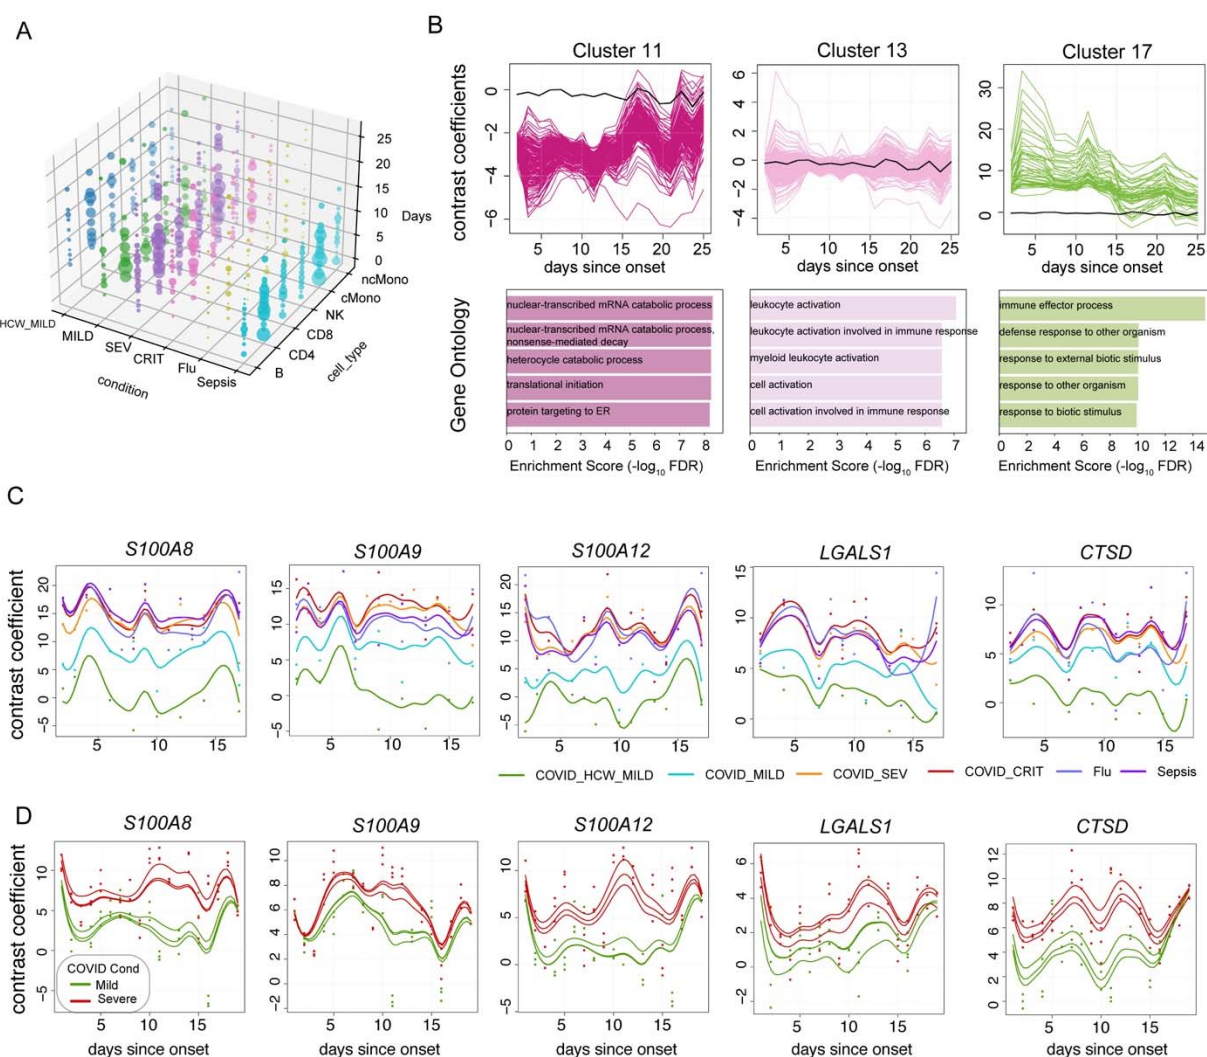 A
B
Cluster 11
Cluster 13
Cluster 17
contrast coefficients
0
−2
−4
−6
5 10 15 20 25
days since onset
6
4
2
0
−2
−4
5 10 15 20 25
days since onset
30
20
10
0
5 10 15 20 25
days since onset
25
20
15
10
5
0
Days
HCW_MILD
MILD
SEV
CRIT
Flu
Sepsis
condition
B
CD4
CD8
NK
cMono
ncMono
cell_type
Gene Ontology
nuclear-transcribed mRNA catabolic process
nuclear-transcribed mRNA catabolic process,
nonsense-mediated decay
heterocycle catabolic process
translational initiation
protein targeting to ER
0 1 2 3 4 5 6 7 8
Enrichment Score (-log10 FDR)
leukocyte activation
leukocyte activation involved in immune response
myeloid leukocyte activation
cell activation
cell activation involved in immune response
0 1 2 3 4 5 6 7
Enrichment Score (-log10 FDR)
immune effector process
defense response to other organism
response to external biotic stimulus
response to other organism
response to biotic stimulus
0 2 4 6 8 10 12 14
Enrichment Score (-log10 FDR)
C
S100A8
S100A9
S100A12
LGALS1
CTSD
contrast coefficient
20
15
10
5
0
−5
5 10 15
15
10
5
0
−5
5 10 15
20
15
10
5
0
−5
5 10 15
15
10
5
0
5 10 15
10
5
0
5 10 15
COVID_HCW_MILD
COVID_MILD
COVID_SEV
COVID_CRIT
Flu
Sepsis
D
S100A8
S100A9
S100A12
LGALS1
CTSD
contrast coefficient
10
5
0
−5
COVID Cond
Mild
Severe
5 10 15
days since onset
10
8
6
4
2
0
−2
5 10 15
days since onset
10
5
0
−5
5 10 15
days since onset
6
4
2
0
−2
5 10 15
days since onset
12
10
8
6
4
2
0
5 10 15
days since onset